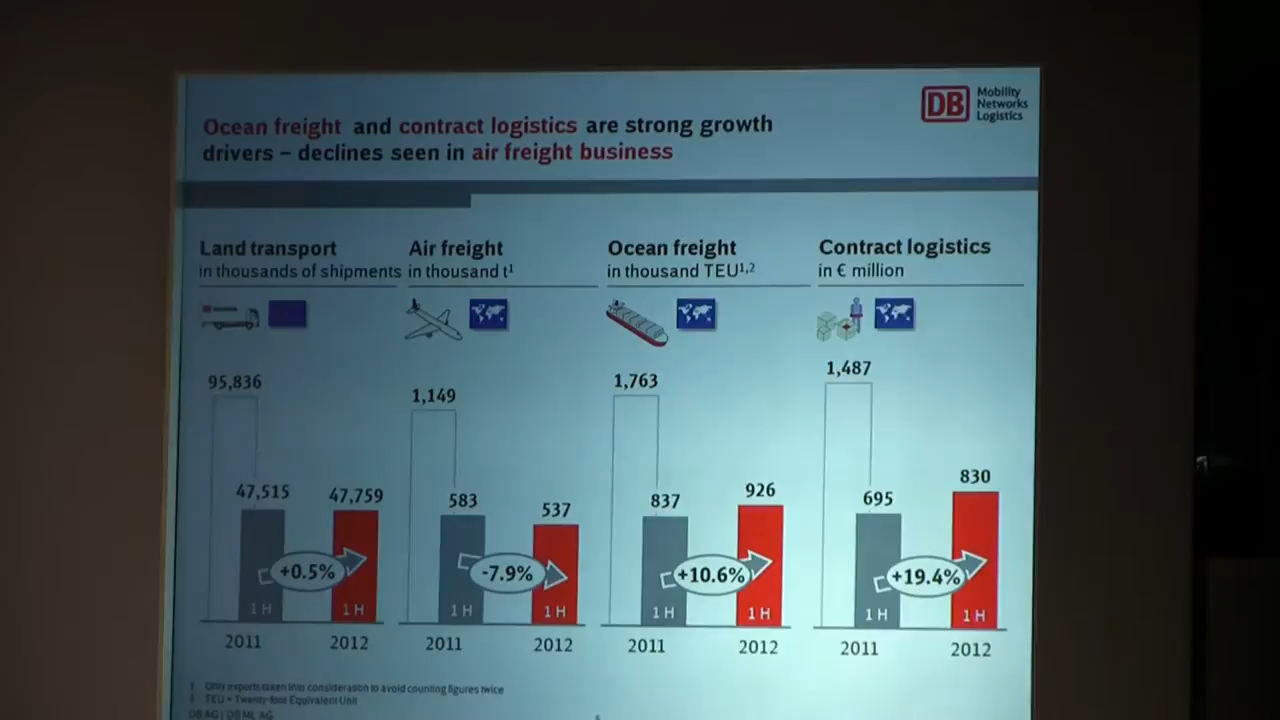 DB
Mobility
Networks
Logistics
Ocean freight and contract logistics are strong growth
drivers – declines seen in air freight business
Land transport
in thousands of shipments
Air freight
in thousand t¹
Ocean freight
in thousand TEU¹,²
Contract logistics
in € million
95,836
47,515
47,759
+0.5%
1 H
1 H
2011
2012
1,149
583
537
-7.9%
1 H
1 H
2011
2012
1,763
837
926
+10.6%
1 H
1 H
2011
2012
1,487
695
830
+19.4%
1 H
1 H
2011
2012
Only exports taken into consideration to avoid counting figures twice
TEU = Twenty-foot Equivalent Unit
DB AG | DB ML AG